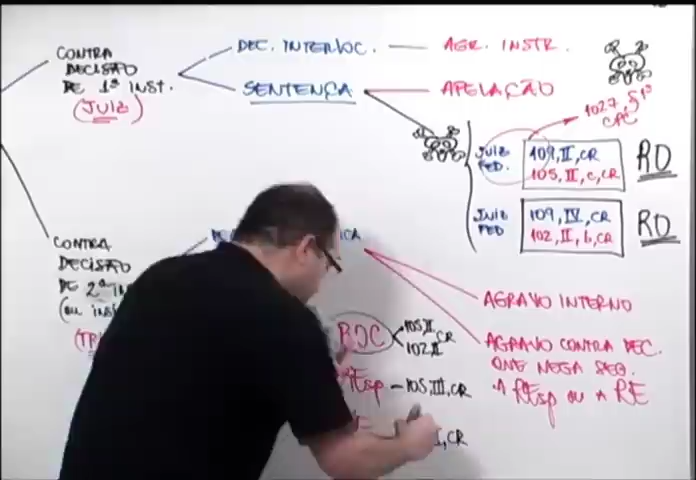 CONTRA
DECISÃO
DE 1ª INST.
(JUIZ)
DEC. INTERLOC. — AGR. INSTR.
SENTENÇA
APELAÇÃO
1027, §1º
CPC
JUIZ
FED.
109, II, CR
105, II, c, CR
RO
JUIZ
FED
109, IV, CR
102, II, b, CR
RO
CONTRA
DECISÃO
DE 2ª
(OU
AGRAVO INTERNO
AGRAVO CONTRA DEC.
QUE NEGA SEG.
A REsp OU A RE
ROC
105 II
102 II
CR
REsp — 105, III, CR
, CR